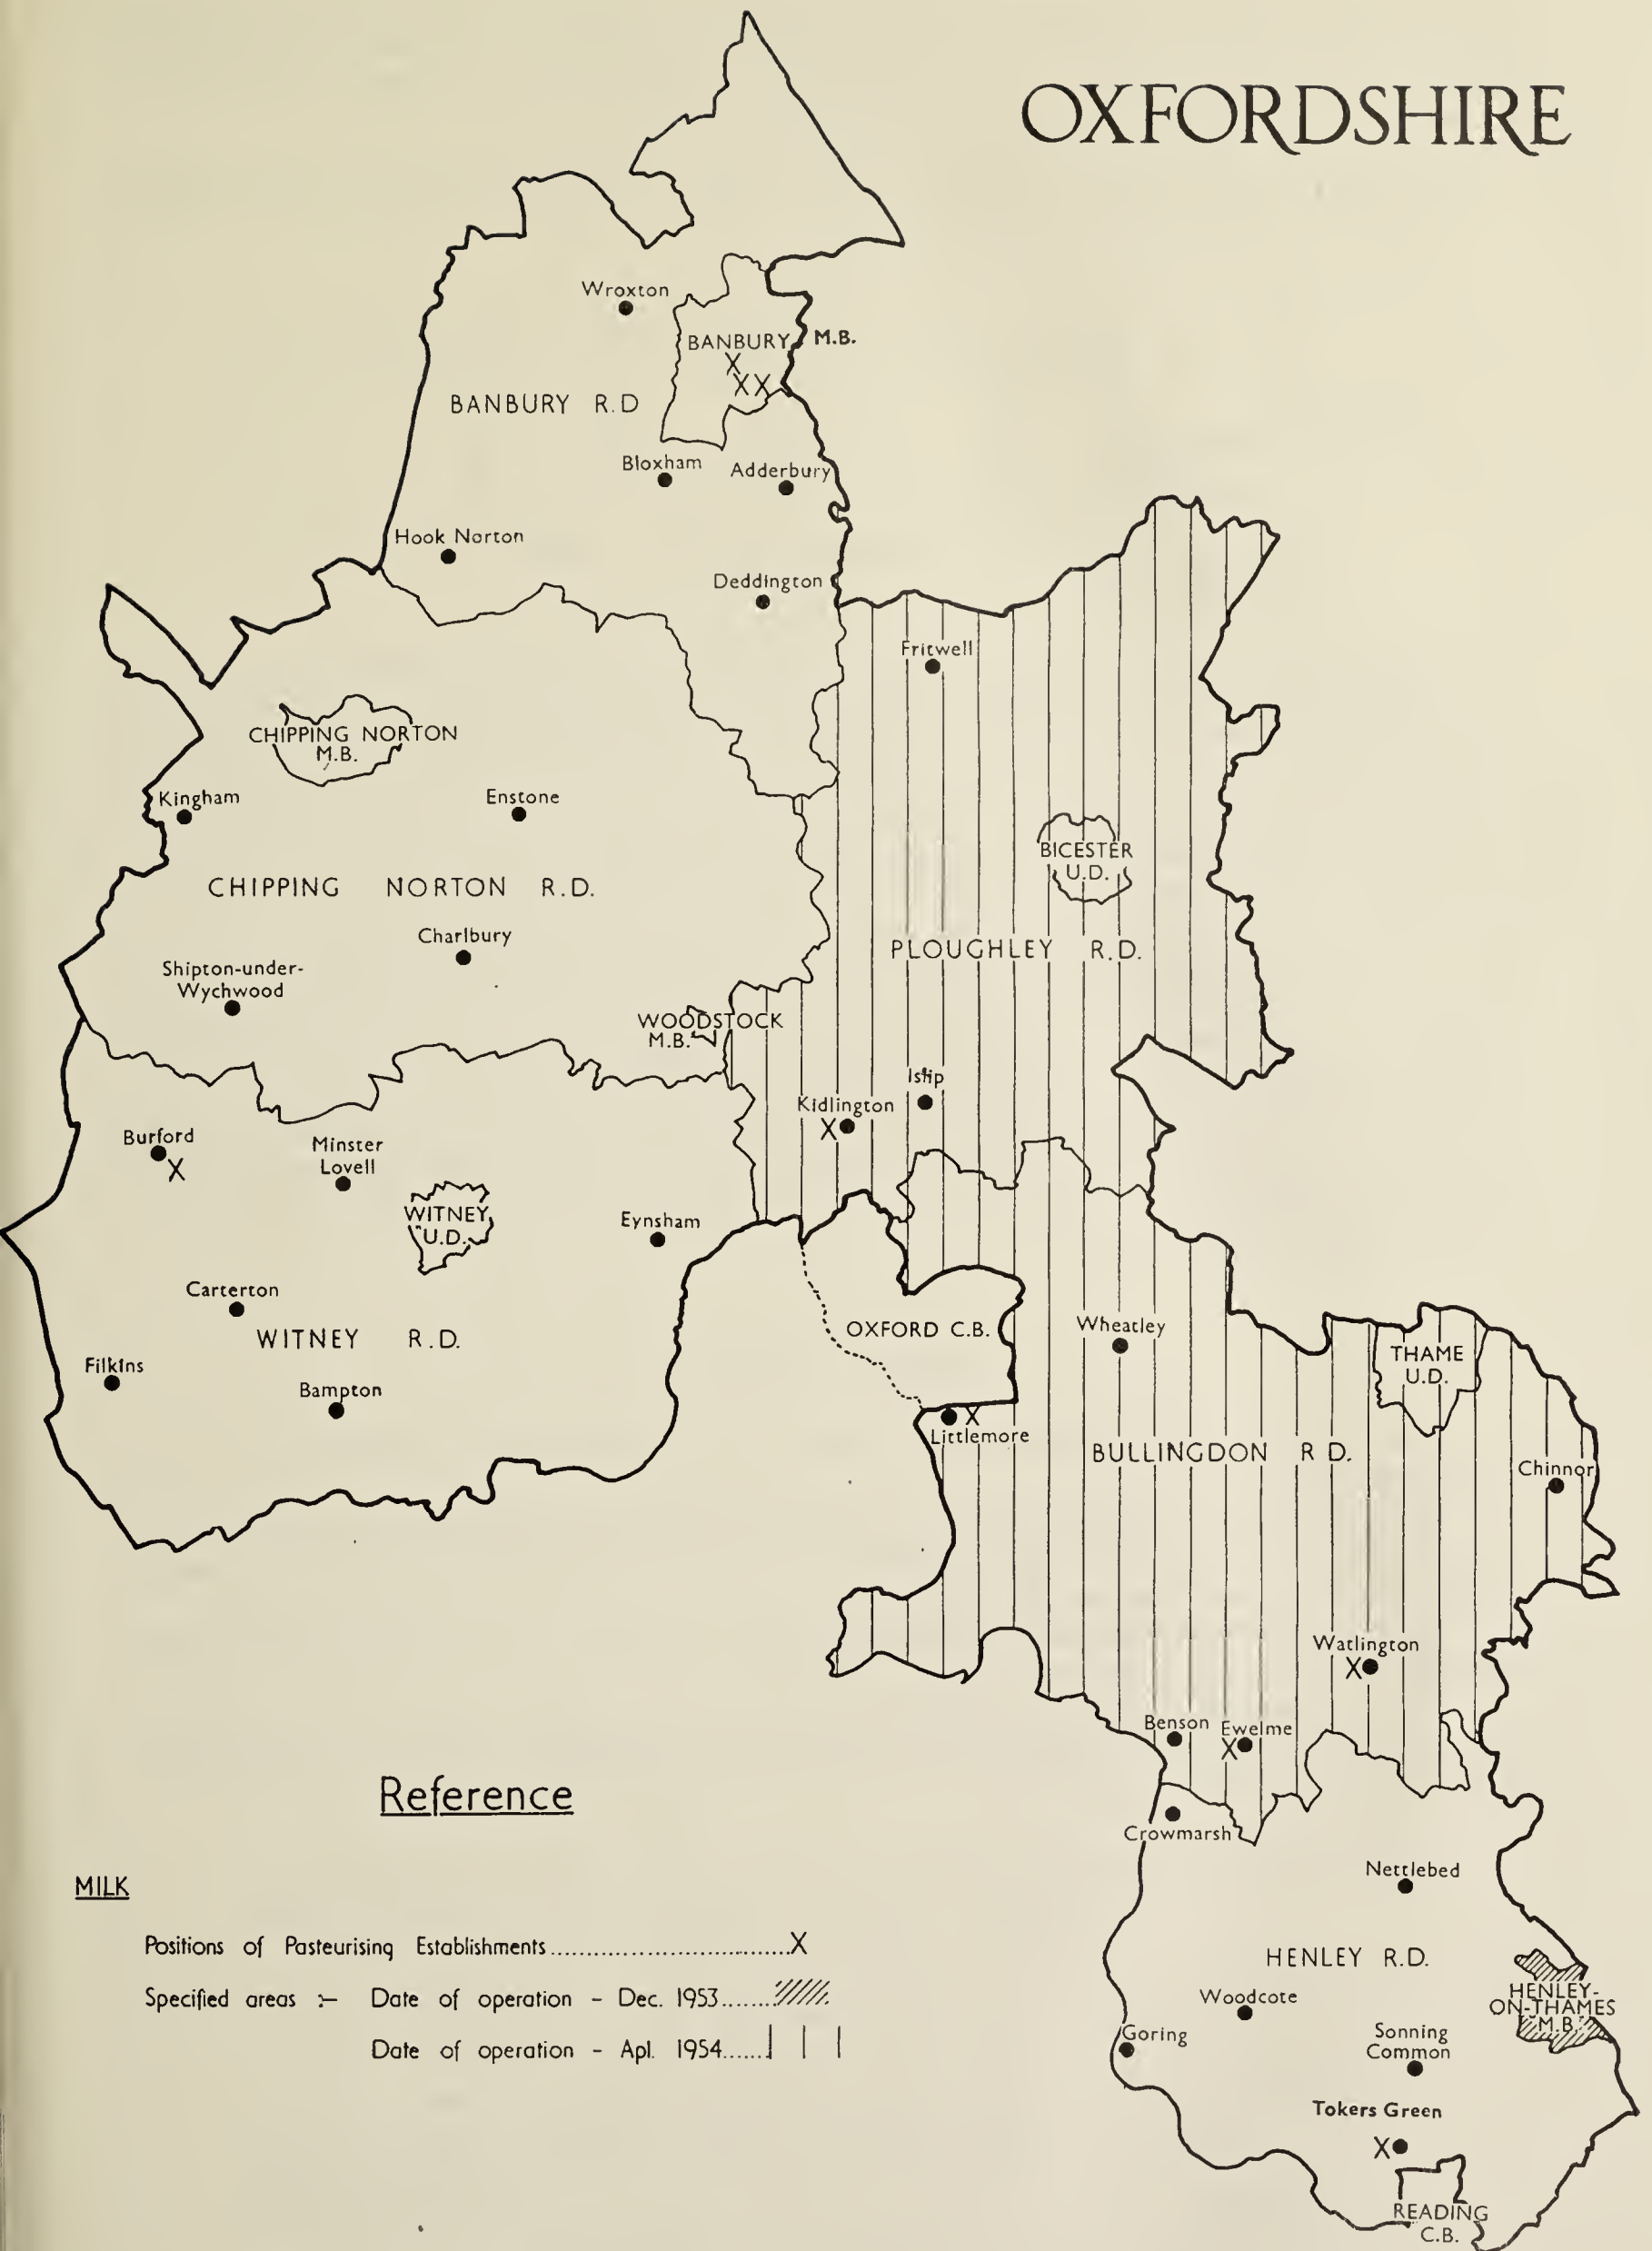 OXFORDSHIRE
Wroxton
BANBURY M.B.
X
XX
BANBURY R.D
Bloxham
Adderbury
Hook Norton
Deddington
Fritwell
CHIPPING NORTON
M.B.
Kingham
Enstone
BICESTER
U.D.
CHIPPING NORTON R.D.
PLOUGHLEY R.D.
Charlbury
Shipton-under-
Wychwood
WOODSTOCK
M.B.
Islip
Kidlington
X
Burford
X
Minster
Lovell
WITNEY
U.D.
Eynsham
Carterton
WITNEY R.D.
OXFORD C.B.
Wheatley
THAME
U.D.
Filkins
Bampton
X
Littlemore
BULLINGDON R D.
Chinnor
Watlington
X
Benson
Ewelme
X
Crowmarsh
Nettlebed
HENLEY R.D.
HENLEY-
ON-THAMES
M.B.
Woodcote
Goring
Sonning
Common
Tokers Green
X
READING
C.B.
Reference
MILK
Positions of Pasteurising Establishments..............................X
Specified areas :— Date of operation - Dec. 1953.......
Date of operation - Apl. 1954......